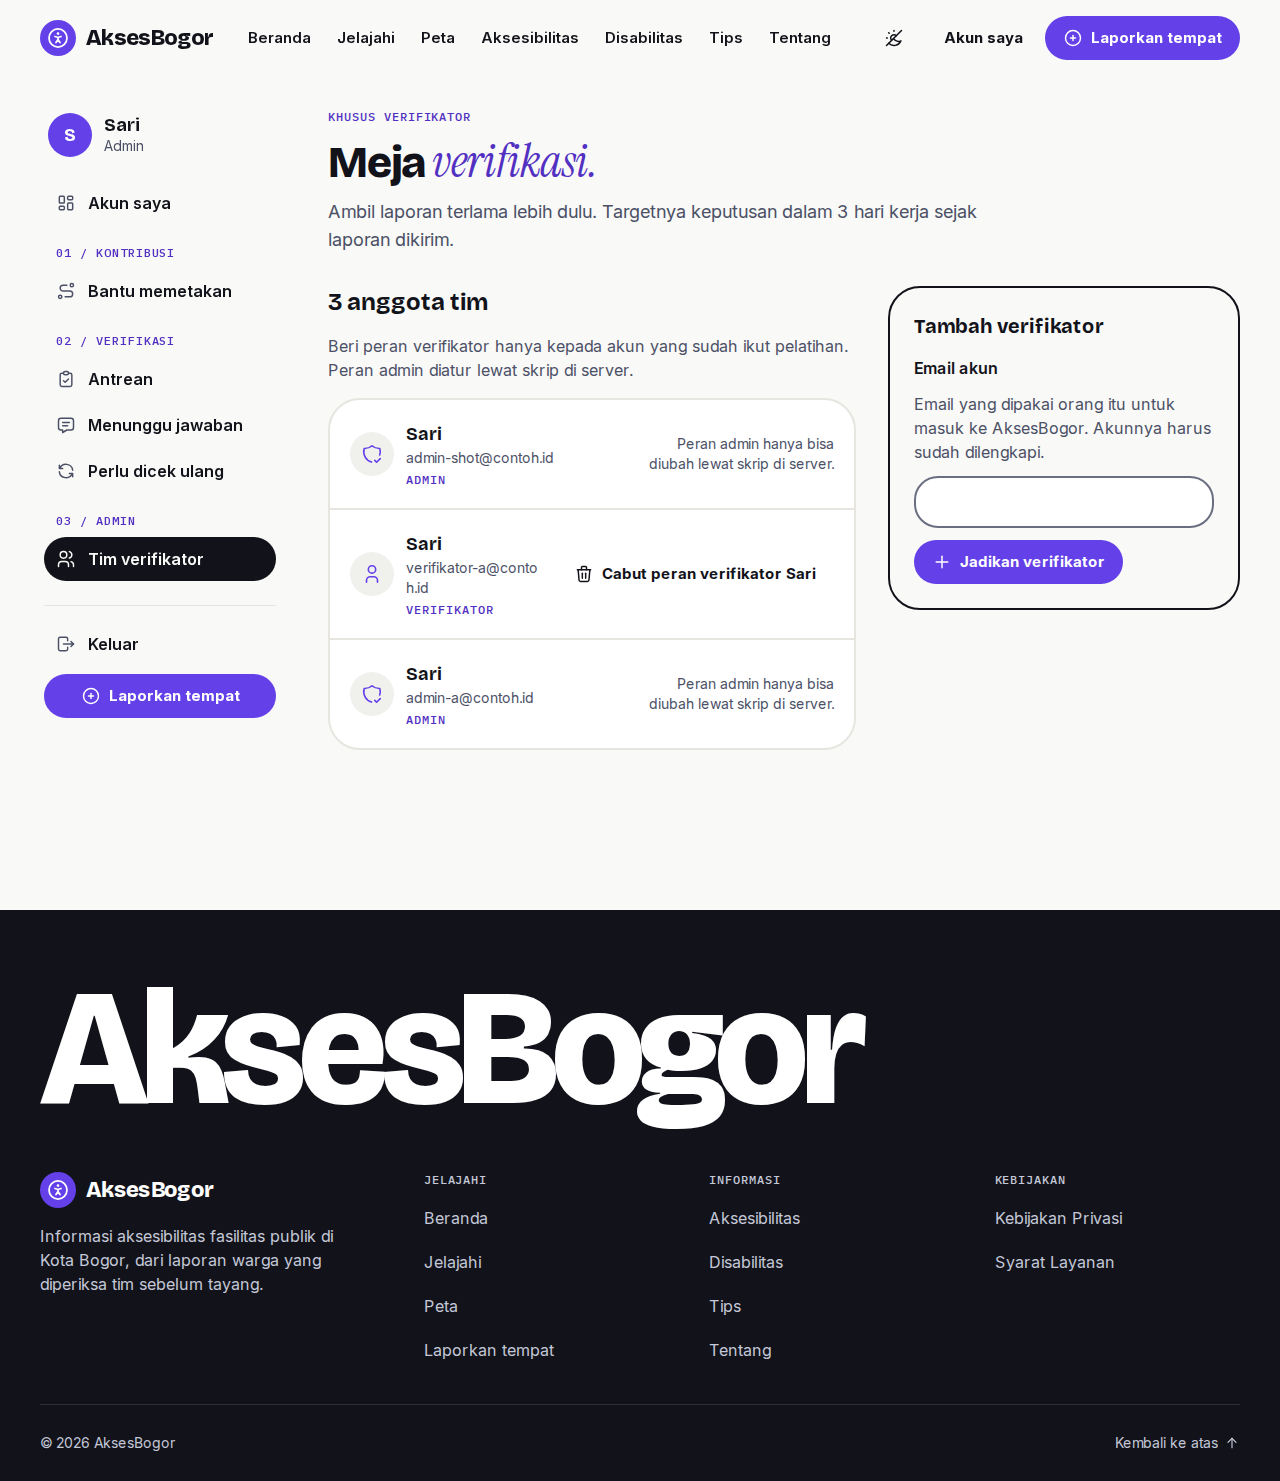 AksesBogor
Beranda
Jelajahi
Peta
Aksesibilitas
Disabilitas
Tips
Tentang
Akun saya
Laporkan tempat
S
Sari
Admin
Akun saya
01 / KONTRIBUSI
Bantu memetakan
02 / VERIFIKASI
Antrean
Menunggu jawaban
Perlu dicek ulang
03 / ADMIN
Tim verifikator
Keluar
Laporkan tempat
KHUSUS VERIFIKATOR
Meja verifikasi.
Ambil laporan terlama lebih dulu. Targetnya keputusan dalam 3 hari kerja sejak
laporan dikirim.
3 anggota tim
Beri peran verifikator hanya kepada akun yang sudah ikut pelatihan.
Peran admin diatur lewat skrip di server.
Sari
admin-shot@contoh.id
ADMIN
Peran admin hanya bisa
diubah lewat skrip di server.
Sari
verifikator-a@conto
h.id
VERIFIKATOR
Cabut peran verifikator Sari
Sari
admin-a@contoh.id
ADMIN
Peran admin hanya bisa
diubah lewat skrip di server.
Tambah verifikator
Email akun
Email yang dipakai orang itu untuk
masuk ke AksesBogor. Akunnya harus
sudah dilengkapi.
Jadikan verifikator
AksesBogor
AksesBogor
Informasi aksesibilitas fasilitas publik di
Kota Bogor, dari laporan warga yang
diperiksa tim sebelum tayang.
JELAJAHI
Beranda
Jelajahi
Peta
Laporkan tempat
INFORMASI
Aksesibilitas
Disabilitas
Tips
Tentang
KEBIJAKAN
Kebijakan Privasi
Syarat Layanan
© 2026 AksesBogor
Kembali ke atas ↑